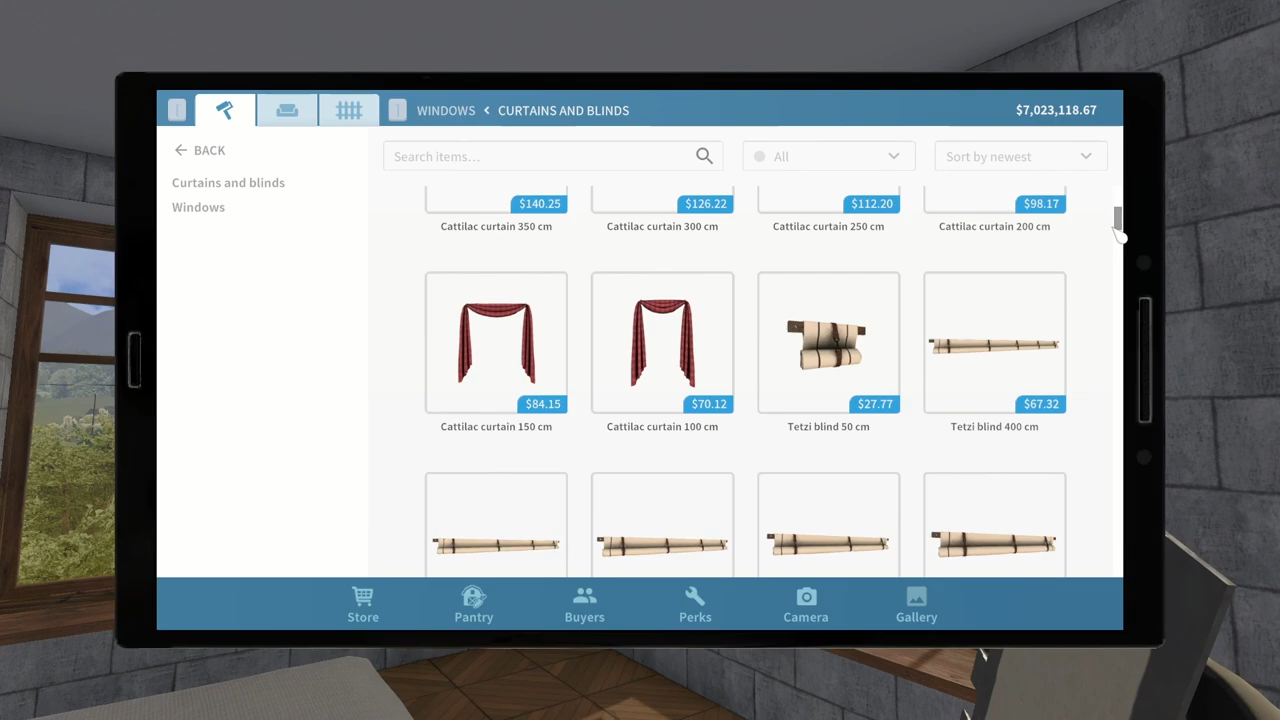 WINDOWS < CURTAINS AND BLINDS
$7,023,118.67
BACK
Search items...
All
Sort by newest
Curtains and blinds
Windows
$140.25
$126.22
$112.20
$98.17
Cattilac curtain 350 cm
Cattilac curtain 300 cm
Cattilac curtain 250 cm
Cattilac curtain 200 cm
$84.15
$70.12
$27.77
$67.32
Cattilac curtain 150 cm
Cattilac curtain 100 cm
Tetzi blind 50 cm
Tetzi blind 400 cm
Store
Pantry
Buyers
Perks
Camera
Gallery